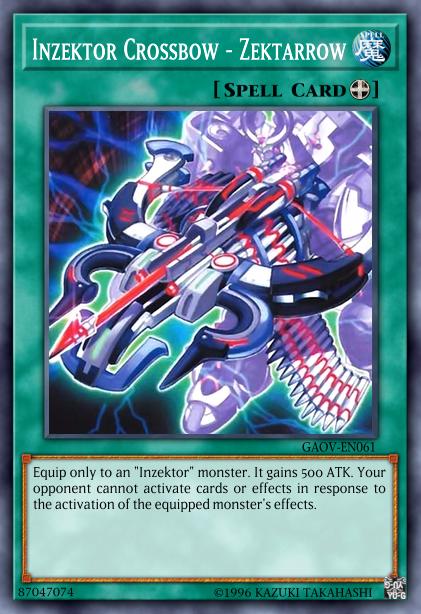 Inzektor Crossbow - Zektarrow
SPELL
魔
[Spell Card]
GAOV-EN061
Equip only to an "Inzektor" monster. It gains 500 ATK. Your
opponent cannot activate cards or effects in response to
the activation of the equipped monster's effects.
87047074
©1996 KAZUKI TAKAHASHI